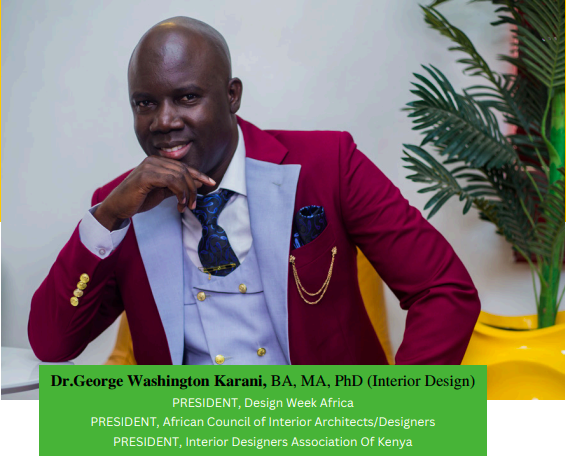 Dr.George Washington Karani, BA, MA, PhD (Interior Design)
PRESIDENT, Design Week Africa
PRESIDENT, African Council of Interior Architects/Designers
PRESIDENT, Interior Designers Association Of Kenya